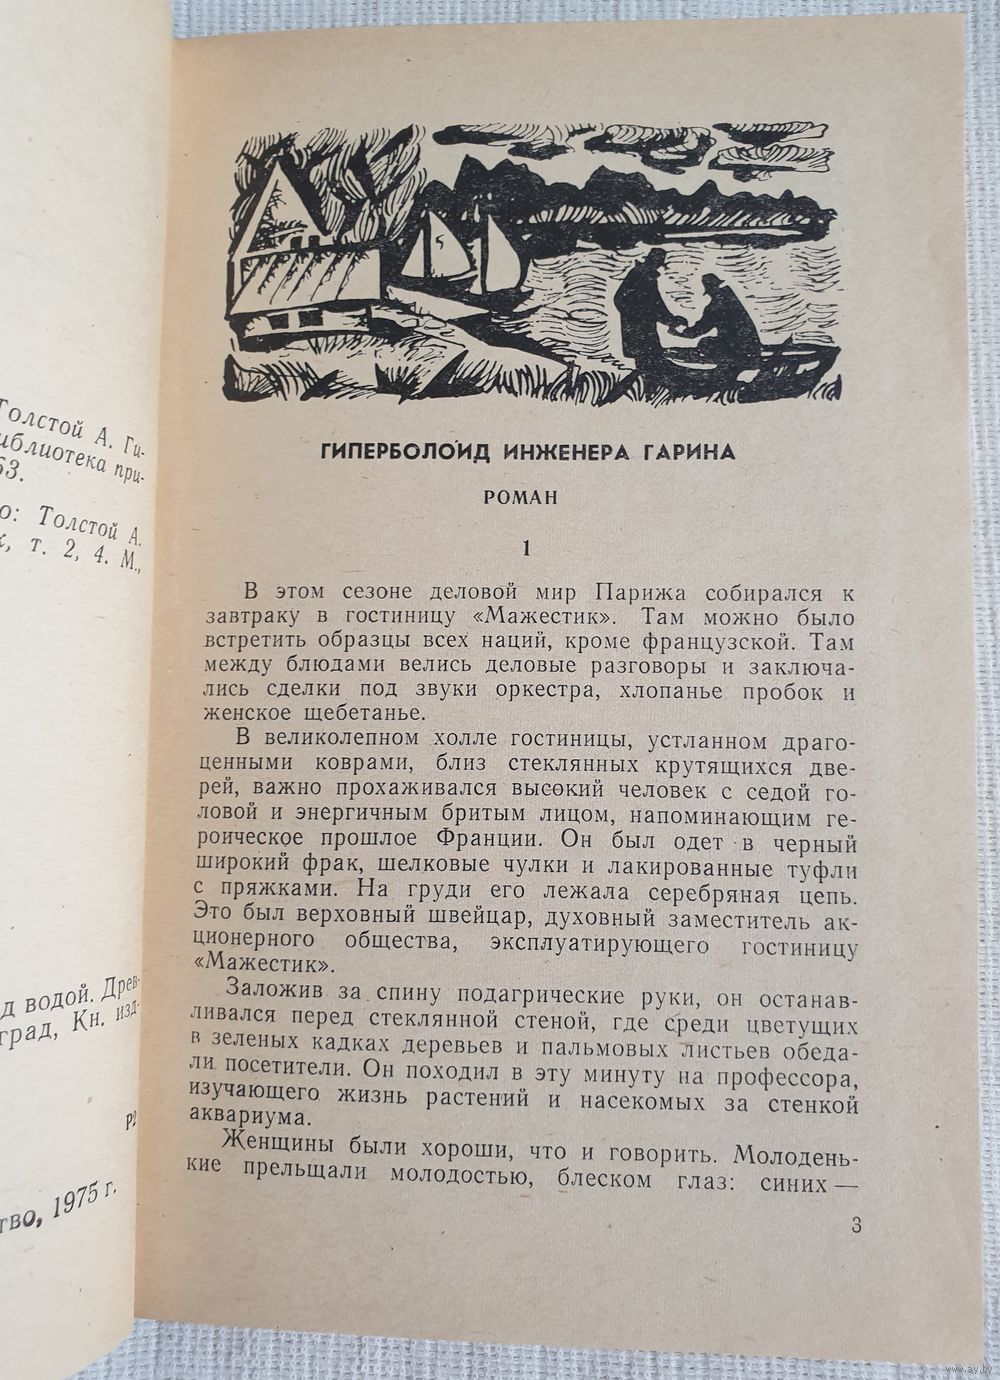 Толстой А. Ги-
иблиотека при-
63.
о: Толстой А.
х, т. 2, 4. М.,
д водой. Древ-
град, Кн. изд-
Р2
тво, 1975 г.
5
ГИПЕРБОЛОИД ИНЖЕНЕРА ГАРИНА
РОМАН
1
В этом сезоне деловой мир Парижа собирался к
завтраку в гостиницу «Мажестик». Там можно было
встретить образцы всех наций, кроме французской. Там
между блюдами велись деловые разговоры и заключа-
лись сделки под звуки оркестра, хлопанье пробок и
женское щебетанье.
В великолепном холле гостиницы, устланном драго-
ценными коврами, близ стеклянных крутящихся две-
рей, важно прохаживался высокий человек с седой го-
ловой и энергичным бритым лицом, напоминающим ге-
роическое прошлое Франции. Он был одет в черный
широкий фрак, шелковые чулки и лакированные туфли
с пряжками. На груди его лежала серебряная цепь.
Это был верховный швейцар, духовный заместитель ак-
ционерного общества, эксплуатирующего гостиницу
«Мажестик».
Заложив за спину подагрические руки, он останав-
ливался перед стеклянной стеной, где среди цветущих
в зеленых кадках деревьев и пальмовых листьев обеда-
ли посетители. Он походил в эту минуту на профессора,
изучающего жизнь растений и насекомых за стенкой
аквариума.
Женщины были хороши, что и говорить. Молодень-
кие прельщали молодостью, блеском глаз: синих —
3
www.ay.by